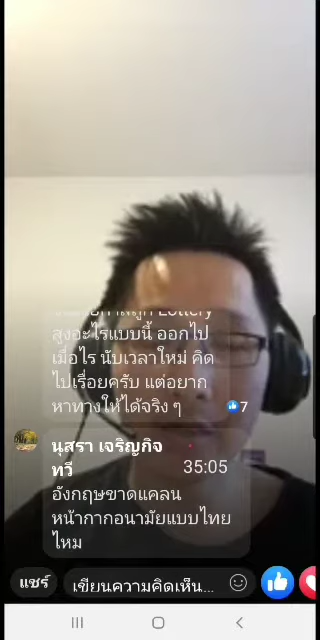 Lottery
สูงอะไรแบบนี้ ออกไป
เมื่อไร นับเวลาใหม่ คิด
ไปเรื่อยครับ แต่อยาก
หาทางให้ได้จริง ๆ
7
นุสรา เจริญกิจ
ทวี
35:05
อังกฤษขาดแคลน
หน้ากากอนามัยแบบไทย
ไหม
แชร์
เขียนความคิดเห็น...